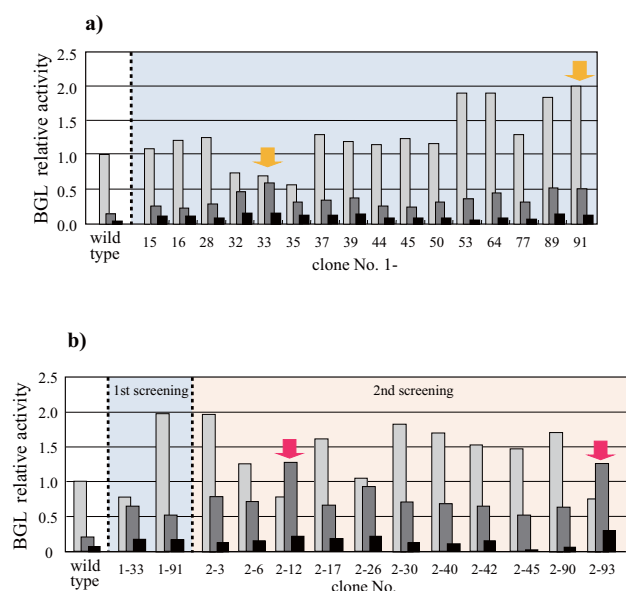 a)
BGL relative activity
2.5
2.0
1.5
1.0
0.5
0.0
wild
type
15 16 28 32 33 35 37 39 44 45 50 53 64 77 89 91
clone No. 1-
b)
BGL relative activity
2.5
2.0
1.5
1.0
0.5
0
1st screening 2nd screening
wild
type
1-33 1-91 2-3 2-6 2-12 2-17 2-26 2-30 2-40 2-42 2-45 2-90 2-93
clone No.